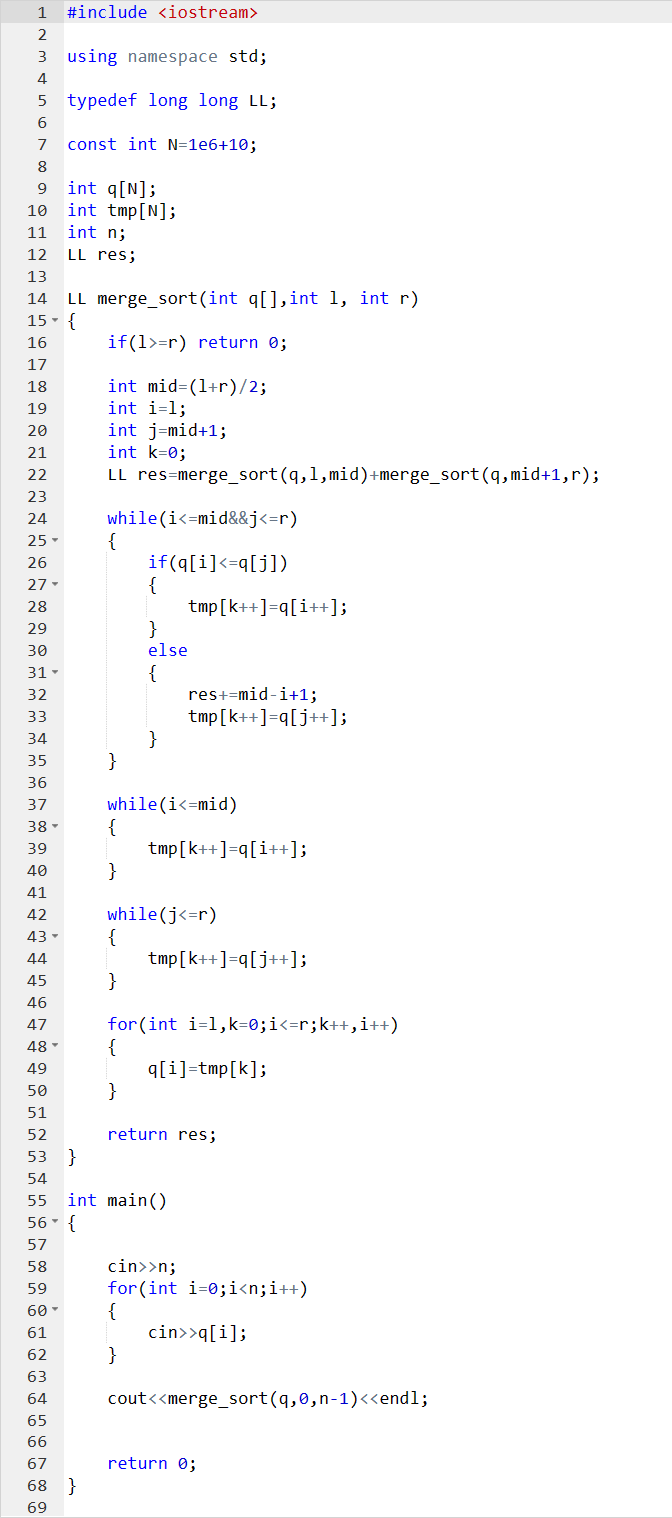 1 #include <iostream>
2
3 using namespace std;
4
5 typedef long long LL;
6
7 const int N=1e6+10;
8
9 int q[N];
10 int tmp[N];
11 int n;
12 LL res;
13
14 LL merge_sort(int q[],int l, int r)
15 {
16     if(l>=r) return 0;
17
18     int mid=(l+r)/2;
19     int i=l;
20     int j=mid+1;
21     int k=0;
22     LL res=merge_sort(q,l,mid)+merge_sort(q,mid+1,r);
23
24     while(i<=mid&&j<=r)
25     {
26         if(q[i]<=q[j])
27         {
28             tmp[k++]=q[i++];
29         }
30         else
31         {
32             res+=mid-i+1;
33             tmp[k++]=q[j++];
34         }
35     }
36
37     while(i<=mid)
38     {
39         tmp[k++]=q[i++];
40     }
41
42     while(j<=r)
43     {
44         tmp[k++]=q[j++];
45     }
46
47     for(int i=l,k=0;i<=r;k++,i++)
48     {
49         q[i]=tmp[k];
50     }
51
52     return res;
53 }
54
55 int main()
56 {
57
58     cin>>n;
59     for(int i=0;i<n;i++)
60     {
61         cin>>q[i];
62     }
63
64     cout<<merge_sort(q,0,n-1)<<endl;
65
66
67     return 0;
68 }
69